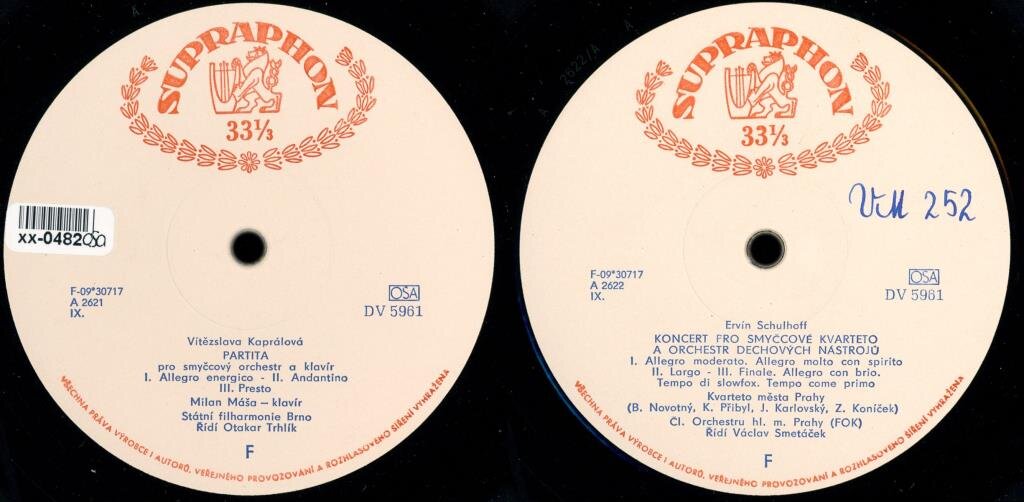 SUPRAPHON
33⅓
xx-0482
F-09*30717
A 2621
IX.
OSA
DV 5961
Vítězslava Kaprálová
PARTITA
pro smyčcový orchestr a klavír
I. Allegro energico - II. Andantino
III. Presto
Milan Máša – klavír
Státní filharmonie Brno
Řídí Otakar Trhlík
F
VŠECHNA PRÁVA VÝROBCE I AUTORŮ, VEŘEJNÉHO PROVOZOVÁNÍ A ROZHLASOVÉHO ŠÍŘENÍ VYHRAŽENA
2622/A
SUPRAPHON
33⅓
VM 252
F-09*30717
A 2622
IX.
OSA
DV 5961
Ervín Schulhoff
KONCERT PRO SMYČCOVÉ KVARTETO
A ORCHESTR DECHOVÝCH NÁSTROJŮ
I. Allegro moderato. Allegro molto con spirito
II. Largo - III. Finale. Allegro con brio.
Tempo di slowfox. Tempo come primo
Kvarteto města Prahy
(B. Novotný, K. Přibyl, J. Karlovský, Z. Koníček)
Čl. Orchestru hl. m. Prahy (FOK)
Řídí Václav Smetáček
F
VŠECHNA PRÁVA VÝROBCE I AUTORŮ, VEŘEJNÉHO PROVOZOVÁNÍ A ROZHLASOVÉHO ŠÍŘENÍ VYHRAŽENA